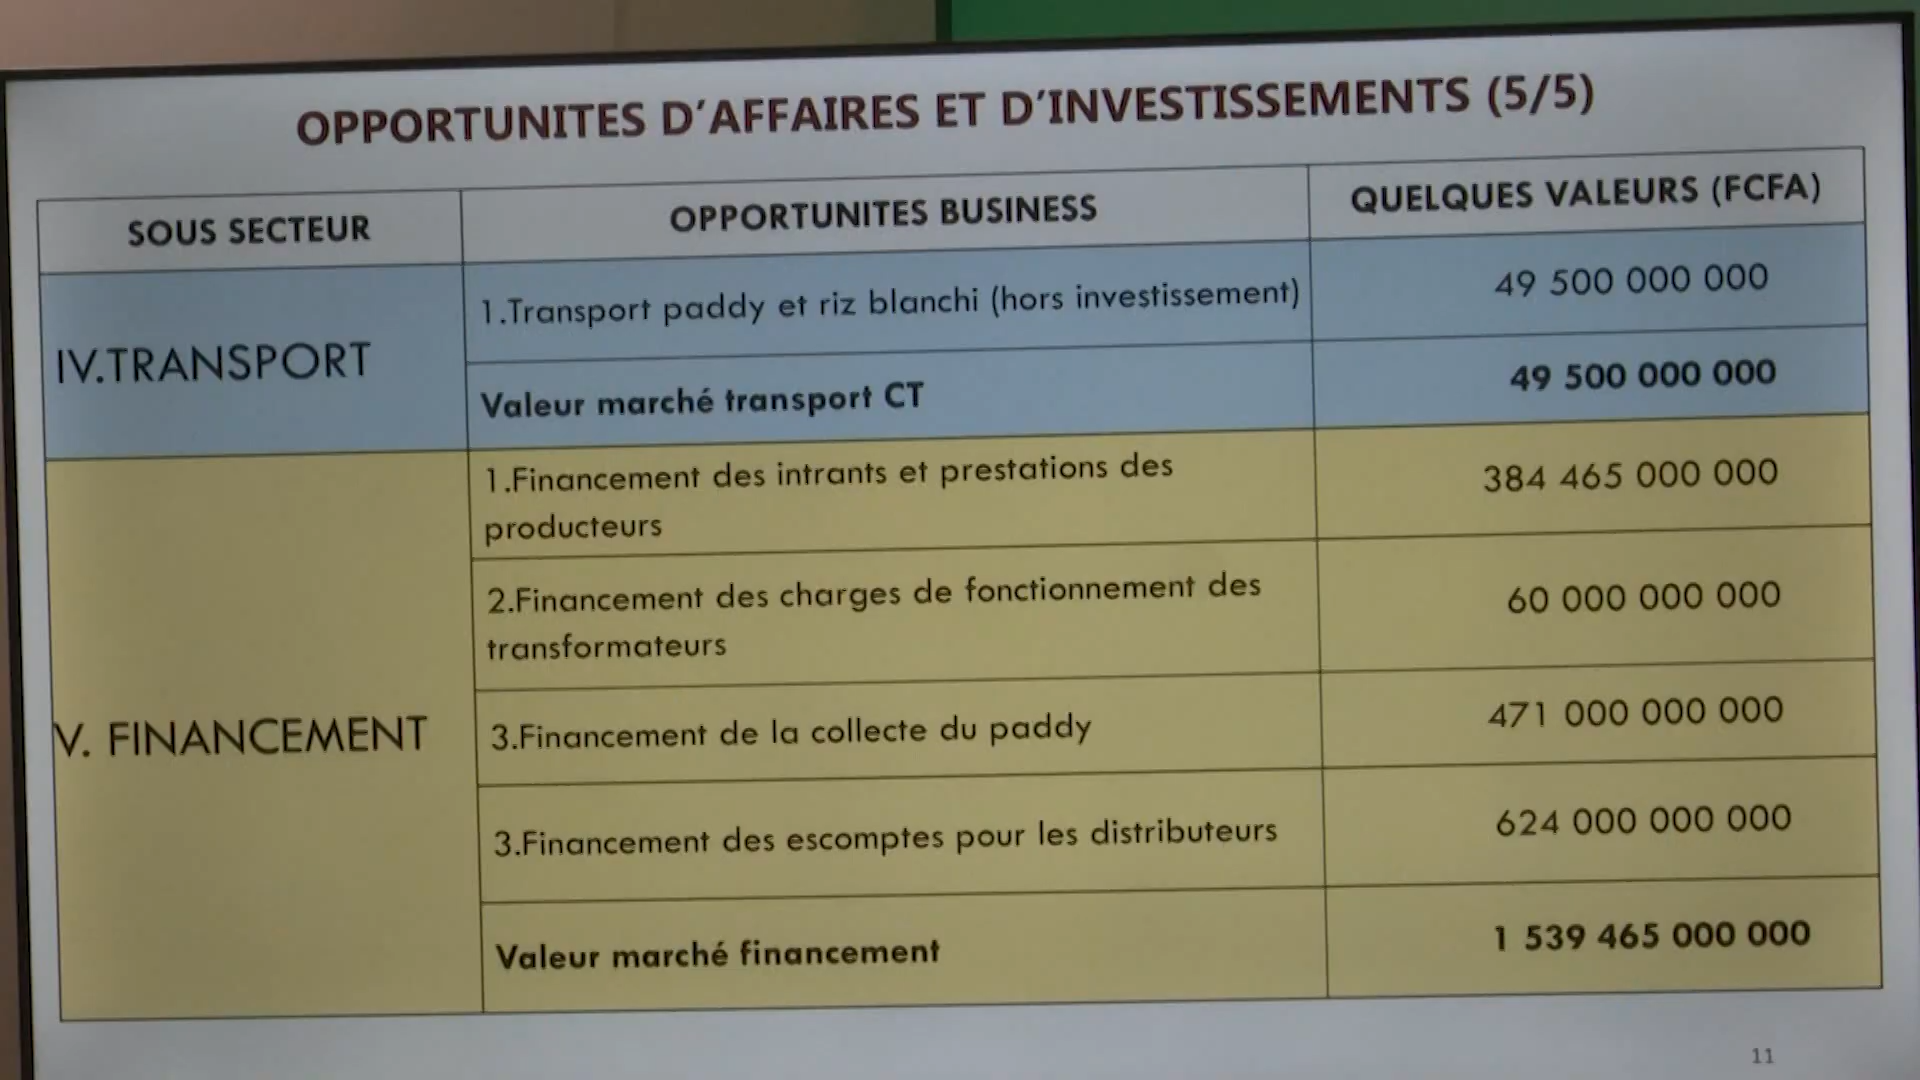 OPPORTUNITES D'AFFAIRES ET D'INVESTISSEMENTS (5/5)
SOUS SECTEUR
OPPORTUNITES BUSINESS
QUELQUES VALEURS (FCFA)
IV.TRANSPORT
1.Transport paddy et riz blanchi (hors investissement)
49 500 000 000
Valeur marché transport CT
49 500 000 000
V. FINANCEMENT
1.Financement des intrants et prestations des
producteurs
384 465 000 000
2.Financement des charges de fonctionnement des
transformateurs
60 000 000 000
3.Financement de la collecte du paddy
471 000 000 000
3.Financement des escomptes pour les distributeurs
624 000 000 000
Valeur marché financement
1 539 465 000 000
11